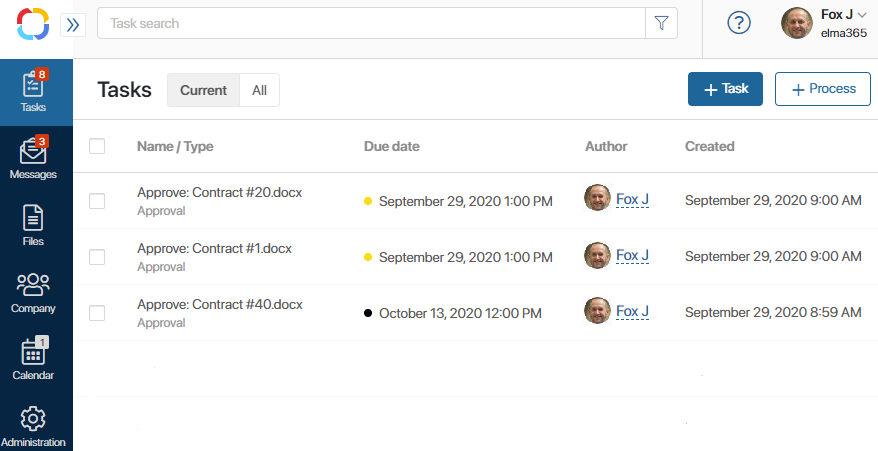 Task search
?
Fox J
elma365
8
Tasks
Tasks
Current
All
+ Task
+ Process
3
Messages
Name / Type
Due date
Author
Created
Approve: Contract #20.docx
Approval
September 29, 2020 1:00 PM
Fox J
September 29, 2020 9:00 AM
Files
Approve: Contract #1.docx
Approval
September 29, 2020 1:00 PM
Fox J
September 29, 2020 9:00 AM
Company
Approve: Contract #40.docx
Approval
October 13, 2020 12:00 PM
Fox J
September 29, 2020 8:59 AM
1
Calendar
Administration